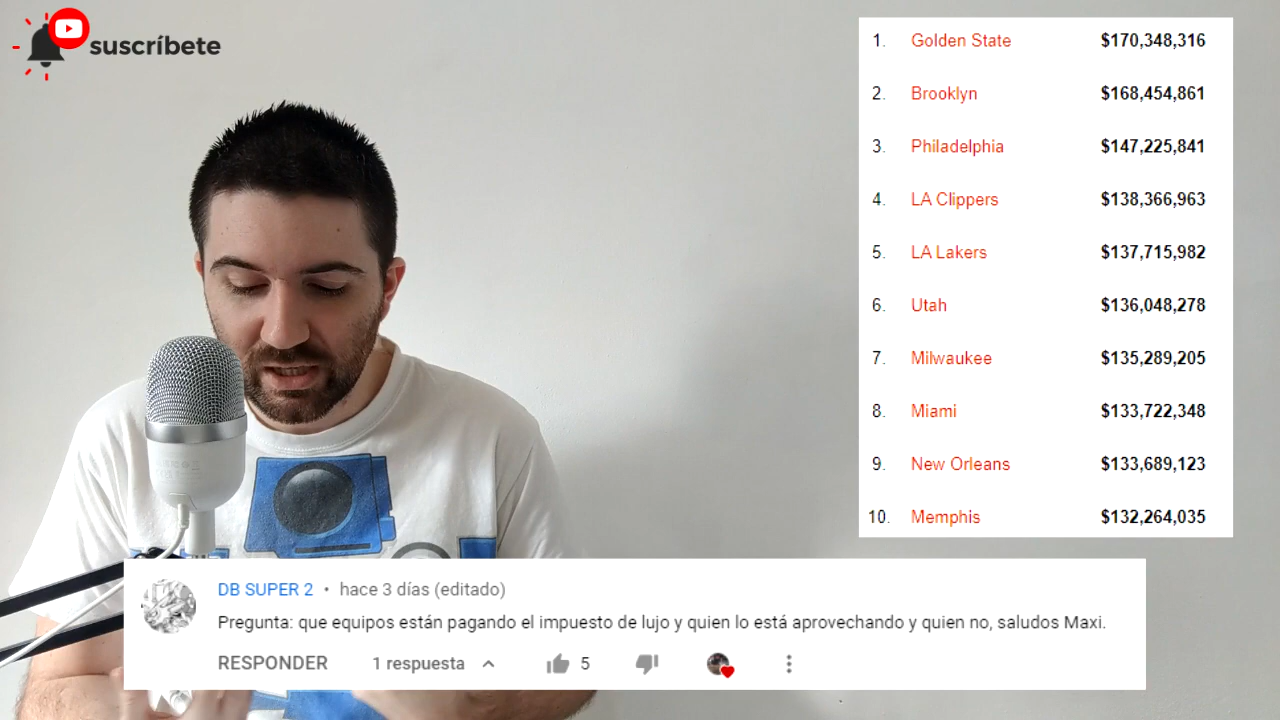 suscríbete
1. Golden State $170,348,316
2. Brooklyn $168,454,861
3. Philadelphia $147,225,841
4. LA Clippers $138,366,963
5. LA Lakers $137,715,982
6. Utah $136,048,278
7. Milwaukee $135,289,205
8. Miami $133,722,348
9. New Orleans $133,689,123
10. Memphis $132,264,035
DB SUPER 2 • hace 3 días (editado)
Pregunta: que equipos están pagando el impuesto de lujo y quien lo está aprovechando y quien no, saludos Maxi.
RESPONDER 1 respuesta 5